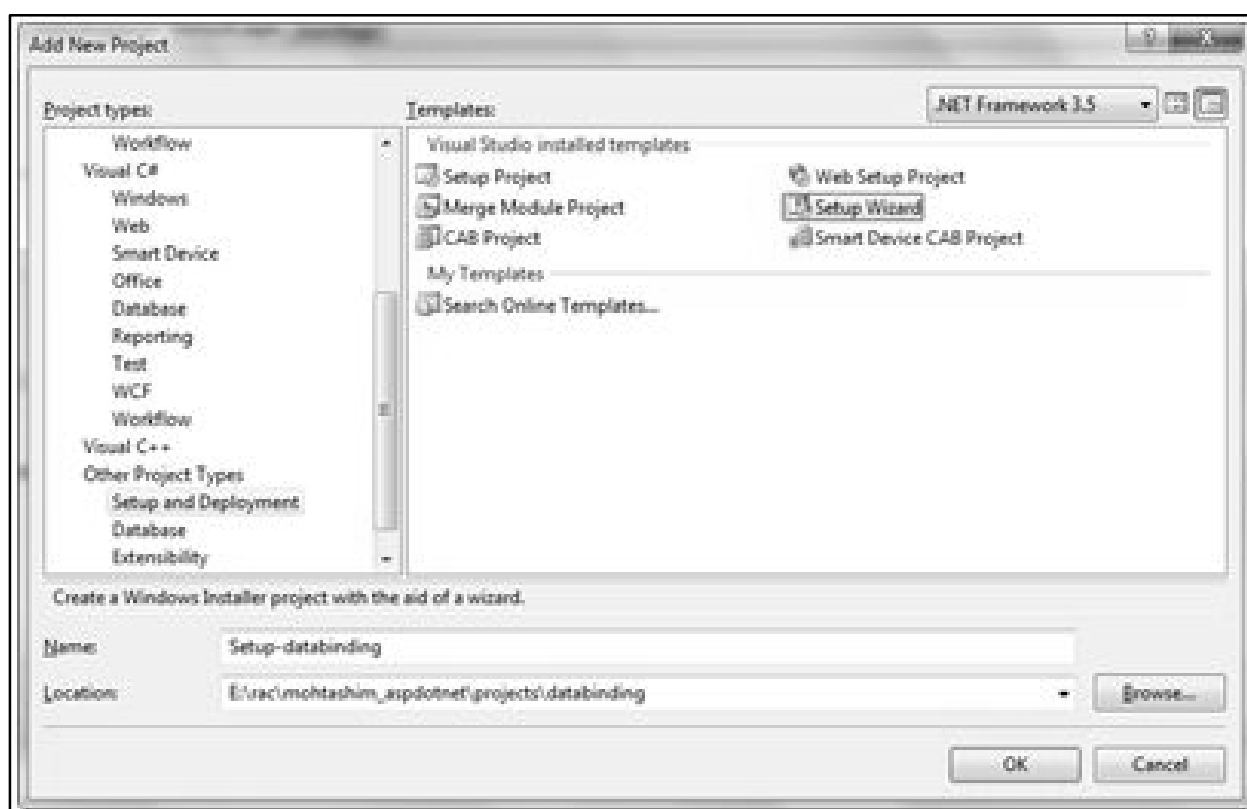 Add New Project
Project types:
Templates:
.NET Framework 3.5
Workflow
Visual C#
Windows
Web
Smart Device
Office
Database
Reporting
Test
WCF
Workflow
Visual C++
Other Project Types
Setup and Deployment
Database
Extensibility
Visual Studio installed templates
Setup Project
Web Setup Project
Merge Module Project
Setup Wizard
CAB Project
Smart Device CAB Project
My Templates
Search Online Templates...
Create a Windows Installer project with the aid of a wizard.
Name:
Setup-databinding
Location:
E:\rac\mohtashim_aspdotnet\projects\databinding
Browse...
OK
Cancel